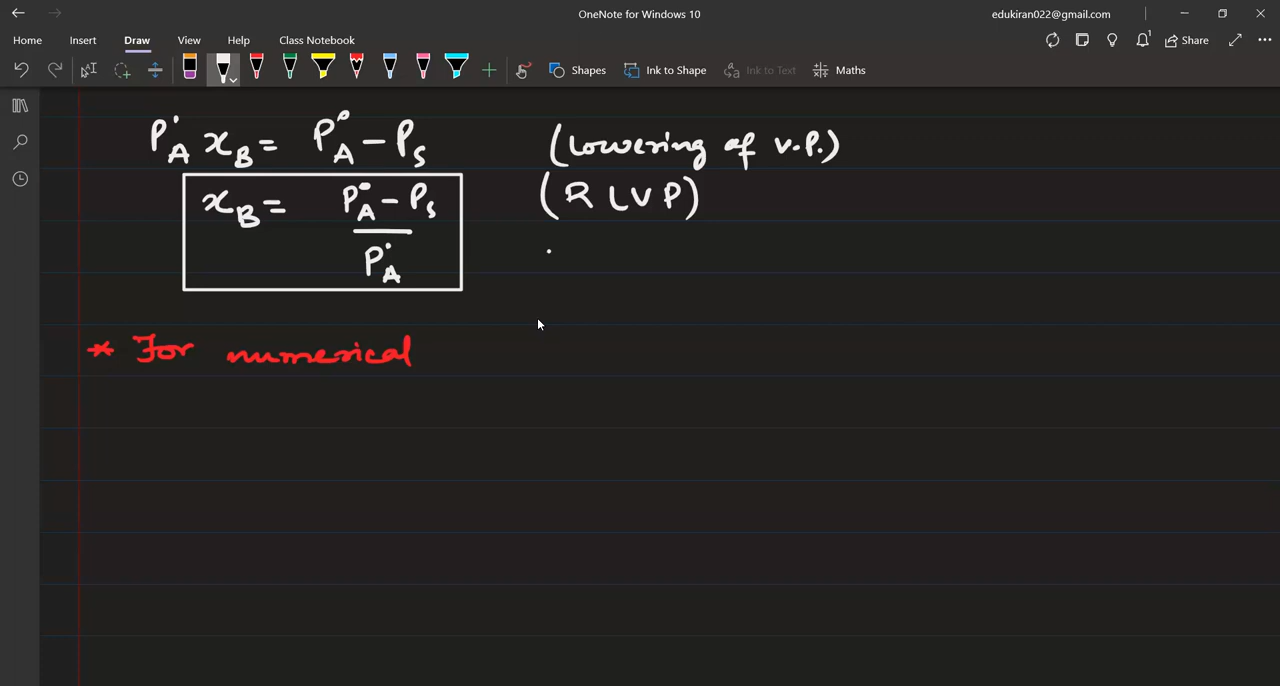 OneNote for Windows 10
edukiran022@gmail.com
Home Insert Draw View Help Class Notebook
1 Share
Shapes Ink to Shape Ink to Text Maths
P°A xB = P°A − Ps (Lowering of v.P.)
xB = P°A − Ps (RLVP)
P°A
* For numerical